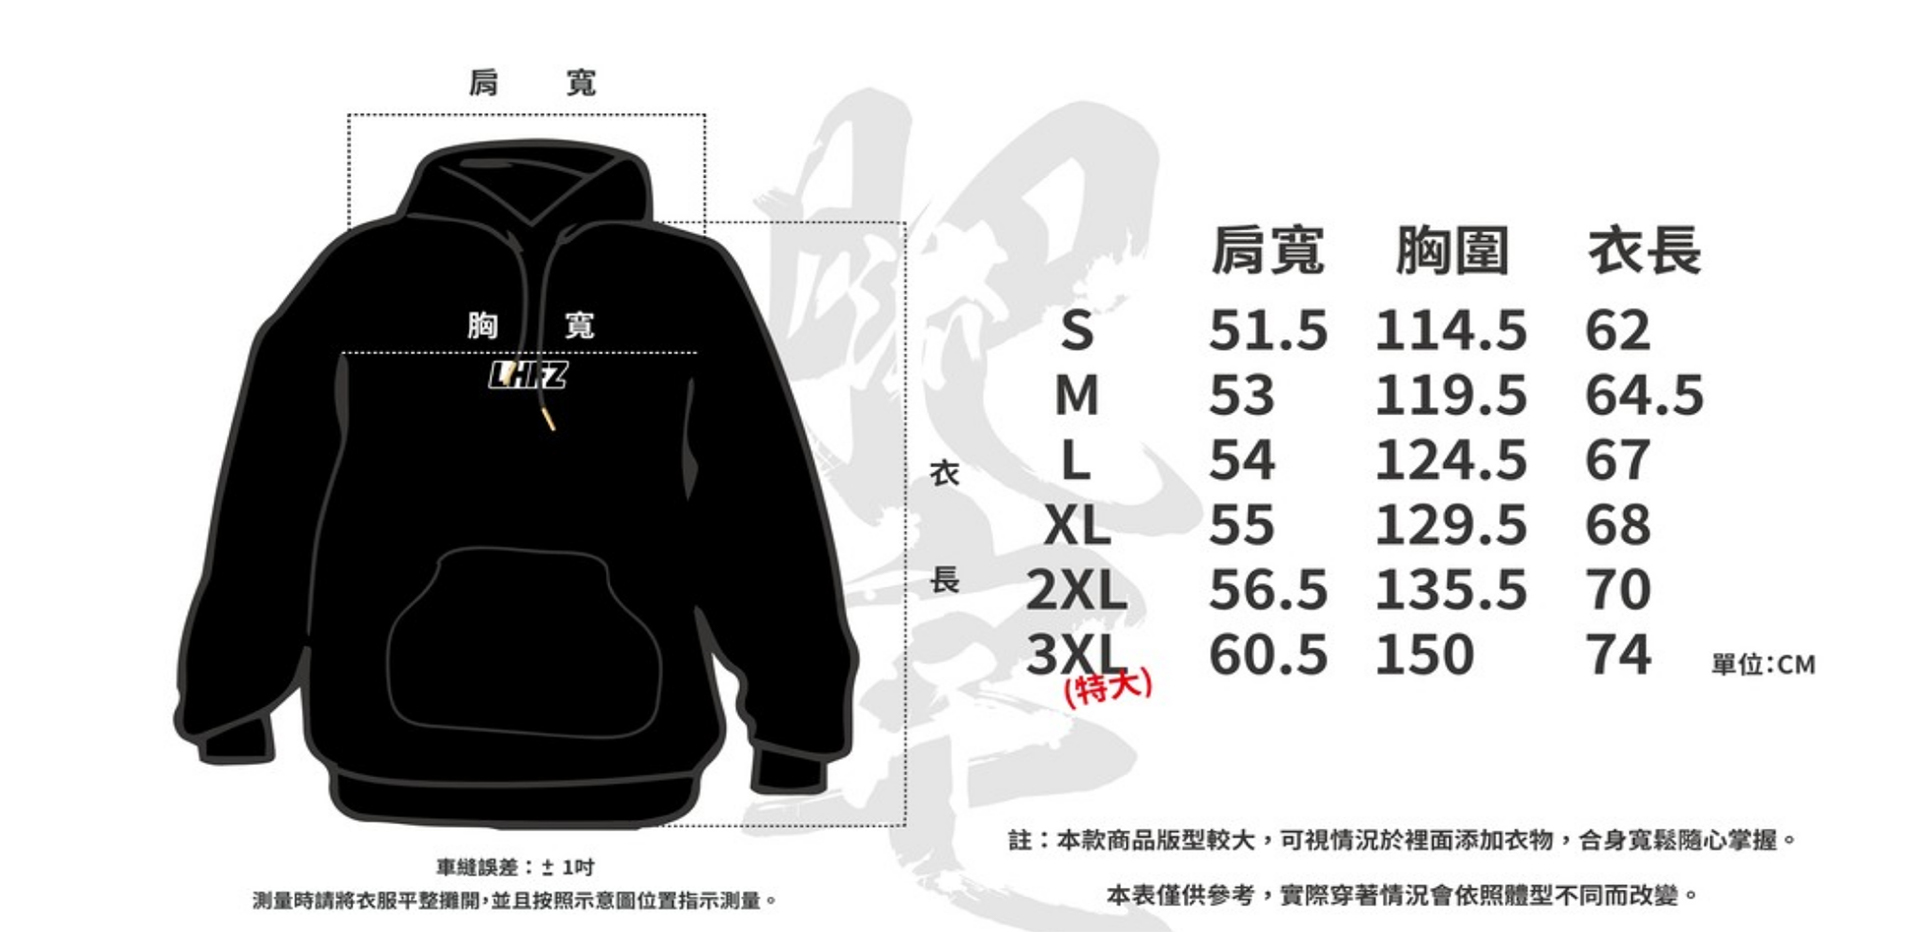 肩 寬
胸 寬
LHFZ
衣
長
車縫誤差：± 1吋
測量時請將衣服平整攤開，並且按照示意圖位置指示測量。
肩寬 胸圍 衣長
S 51.5 114.5 62
M 53 119.5 64.5
L 54 124.5 67
XL 55 129.5 68
2XL 56.5 135.5 70
3XL 60.5 150 74 單位：CM
(特大)
註：本款商品版型較大，可視情況於裡面添加衣物，合身寬鬆隨心掌握。
本表僅供參考，實際穿著情況會依照體型不同而改變。